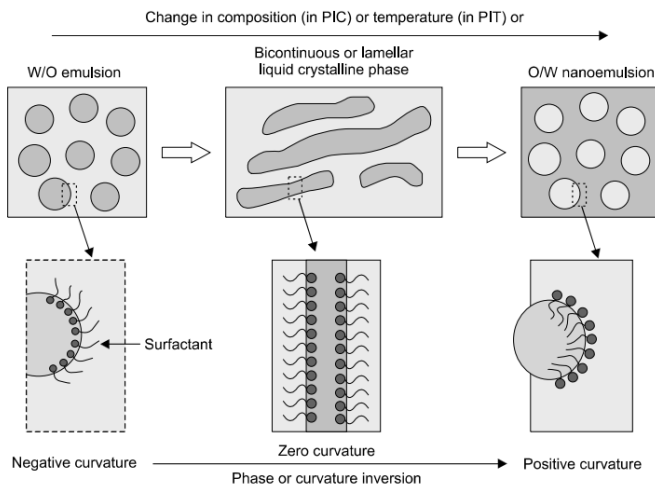 Change in composition (in PIC) or temperature (in PIT) or
Bicontinuous or lamellar
liquid crystalline phase
W/O emulsion
O/W nanoemulsion
Surfactant
Zero curvature
Negative curvature
Positive curvature
Phase or curvature inversion